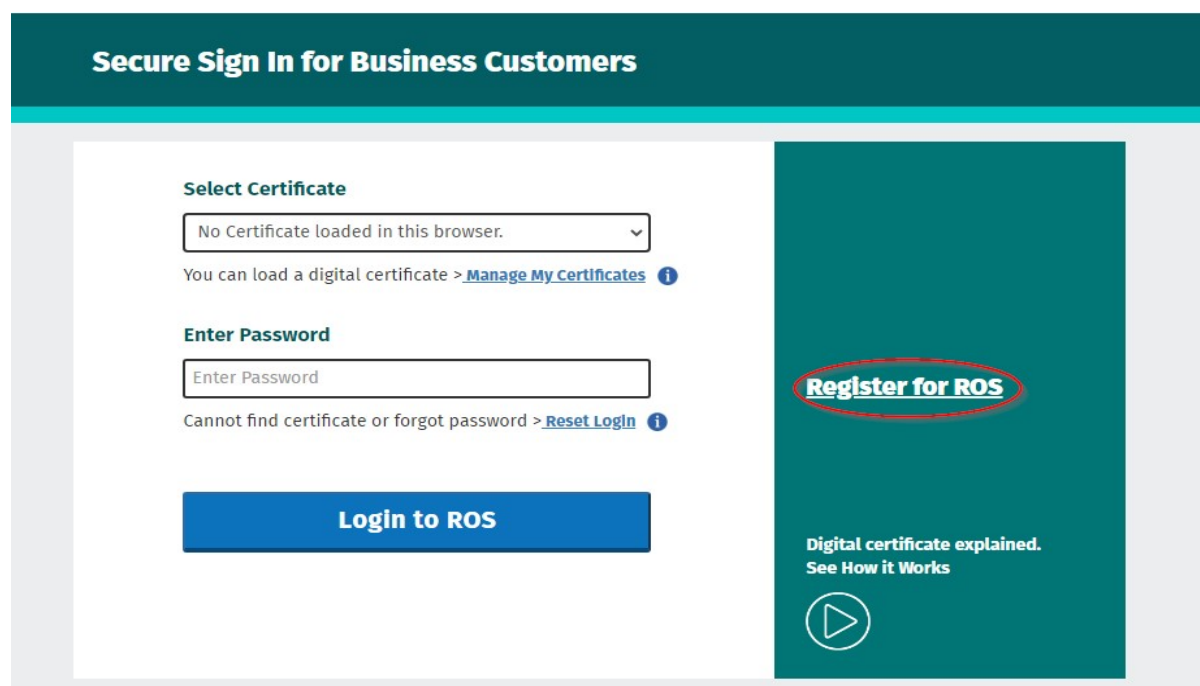 Secure Sign In for Business Customers
Select Certificate
No Certificate loaded in this browser.
You can load a digital certificate > Manage My Certificates i
Enter Password
Enter Password
Cannot find certificate or forgot password > Reset Login i
Login to ROS
Register for ROS
Digital certificate explained.
See How it Works